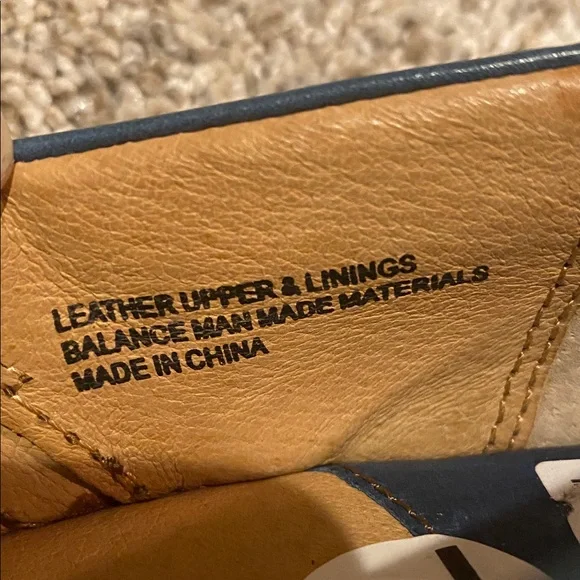 LEATHER UPPER & LININGS
BALANCE MAN MADE MATERIALS
MADE IN CHINA